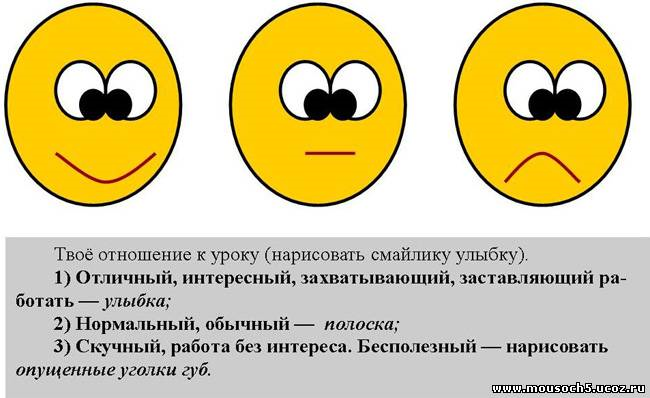 Твоё отношение к уроку (нарисовать смайлику улыбку).
1) Отличный, интересный, захватывающий, заставляющий ра-
ботать — улыбка;
2) Нормальный, обычный — полоска;
3) Скучный, работа без интереса. Бесполезный — нарисовать
опущенные уголки губ.
www.mousoch5.ucoz.ru